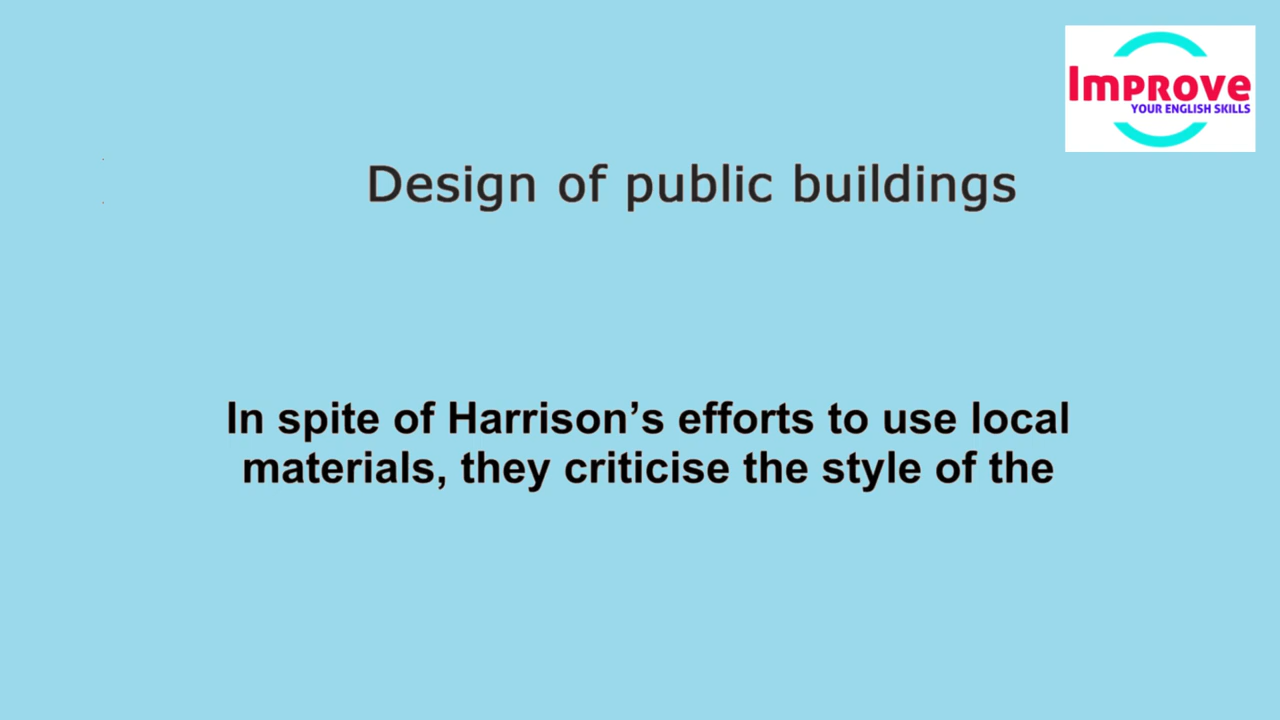 Improve
YOUR ENGLISH SKILLS
Design of public buildings
In spite of Harrison’s efforts to use local
materials, they criticise the style of the